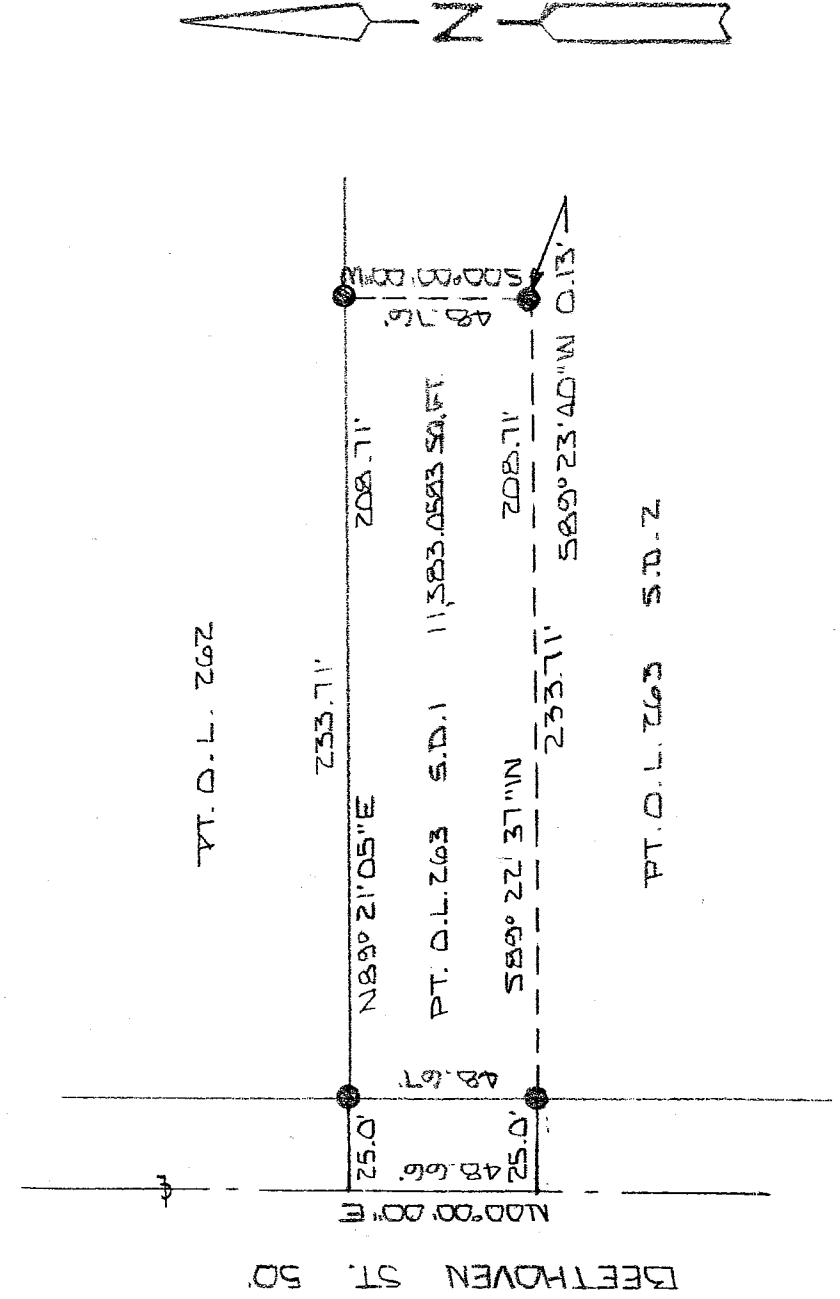 N
S00°00'00"W
48.76'
S89°23'40"W 0.13'
208.71'
208.71'
11,383.0583 SQ.FT.
PT. O.L. 262
233.71'
233.71'
N89°21'05"E
PT. O.L. 263 S.D.1
S89°22'37"W
PT. O.L. 263 S.D.2
48.67'
25.0'
25.0'
48.66'
N00°00'00"E
BEETHOVEN ST. 50'